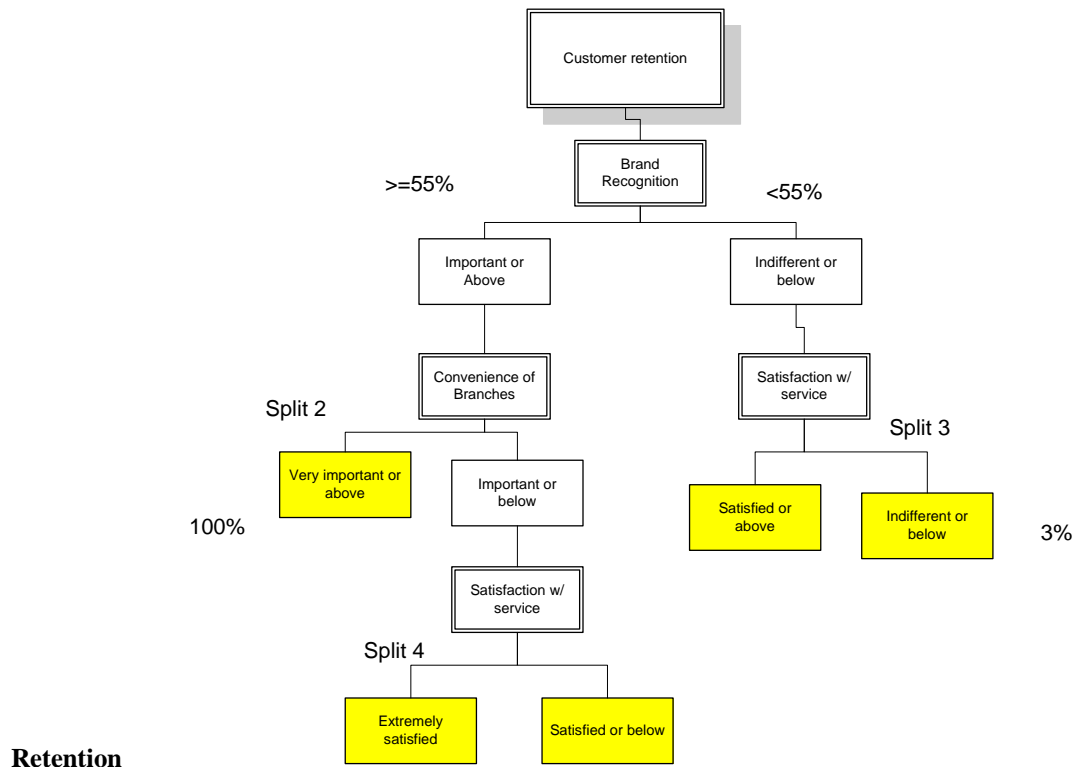 Customer retention
Brand
Recognition
>=55%
<55%
Important or
Above
Indifferent or
below
Convenience of
Branches
Satisfaction w/
service
Split 2
Split 3
Very important or
above
Important or
below
Satisfied or
above
Indifferent or
below
100%
3%
Satisfaction w/
service
Split 4
Extremely
satisfied
Satisfied or below
Retention